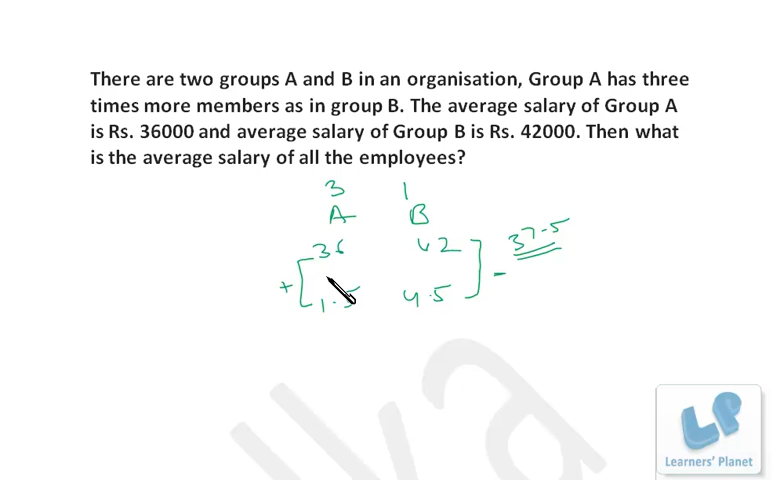 There are two groups A and B in an organisation, Group A has three
times more members as in group B. The average salary of Group A
is Rs. 36000 and average salary of Group B is Rs. 42000. Then what
is the average salary of all the employees?
3 1
A B
36 42 37.5
+ [ ] -
1.5 4.5
LP
Learners' Planet